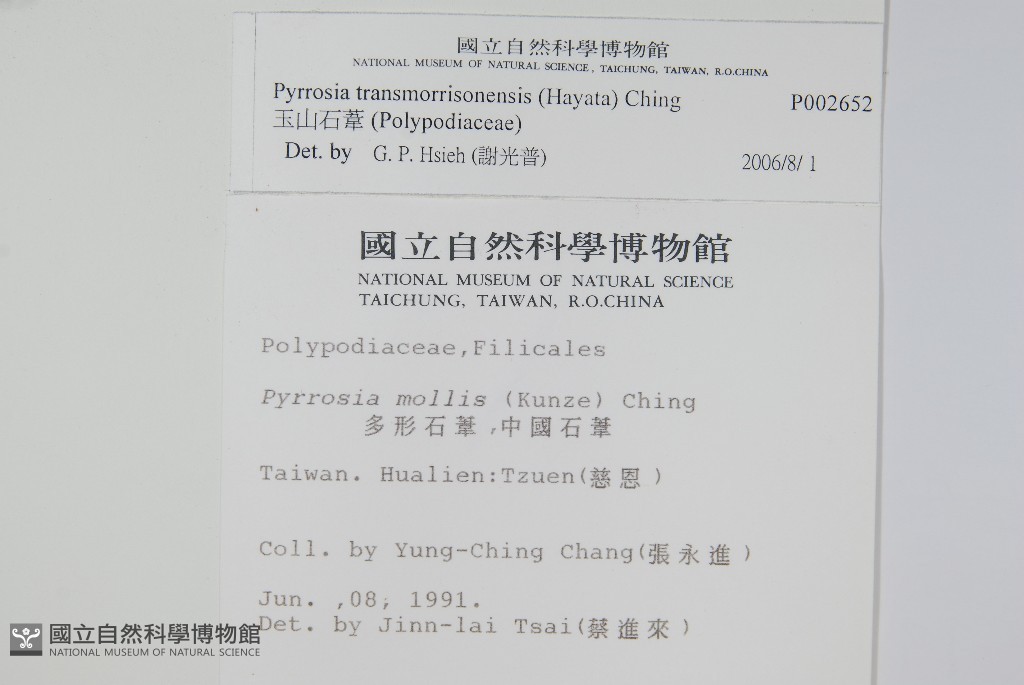 國立自然科學博物館
NATIONAL MUSEUM OF NATURAL SCIENCE, TAICHUNG, TAIWAN, R.O.CHINA
Pyrrosia transmorrisonensis (Hayata) Ching P002652
玉山石葦 (Polypodiaceae)
Det. by G. P. Hsieh (謝光普) 2006/8/ 1
國立自然科學博物館
NATIONAL MUSEUM OF NATURAL SCIENCE
TAICHUNG, TAIWAN, R.O.CHINA
Polypodiaceae,Filicales
Pyrrosia mollis (Kunze) Ching
多形石葦,中國石葦
Taiwan. Hualien:Tzuen(慈恩)
Coll. by Yung-Ching Chang(張永進)
Jun. ,08, 1991.
Det. by Jinn-lai Tsai(蔡進來)
國立自然科學博物館
NATIONAL MUSEUM OF NATURAL SCIENCE